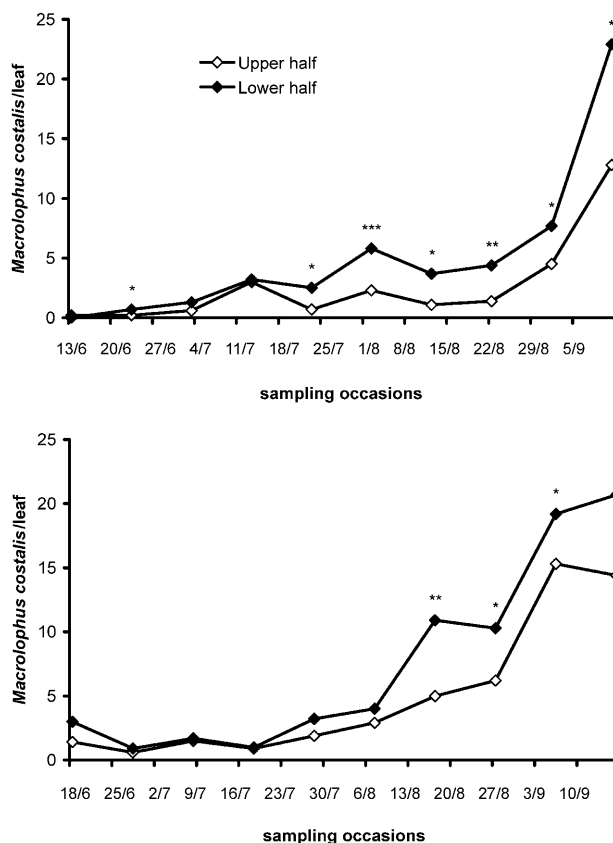 25
20
15
10
5
0
Macrolophus costalis/leaf
Upper half
Lower half
*
*
***
*
**
*
*
13/6 20/6 27/6 4/7 11/7 18/7 25/7 1/8 8/8 15/8 22/8 29/8 5/9
sampling occasions
25
20
15
10
5
0
Macrolophus costalis/leaf
**
*
*
18/6 25/6 2/7 9/7 16/7 23/7 30/7 6/8 13/8 20/8 27/8 3/9 10/9
sampling occasions